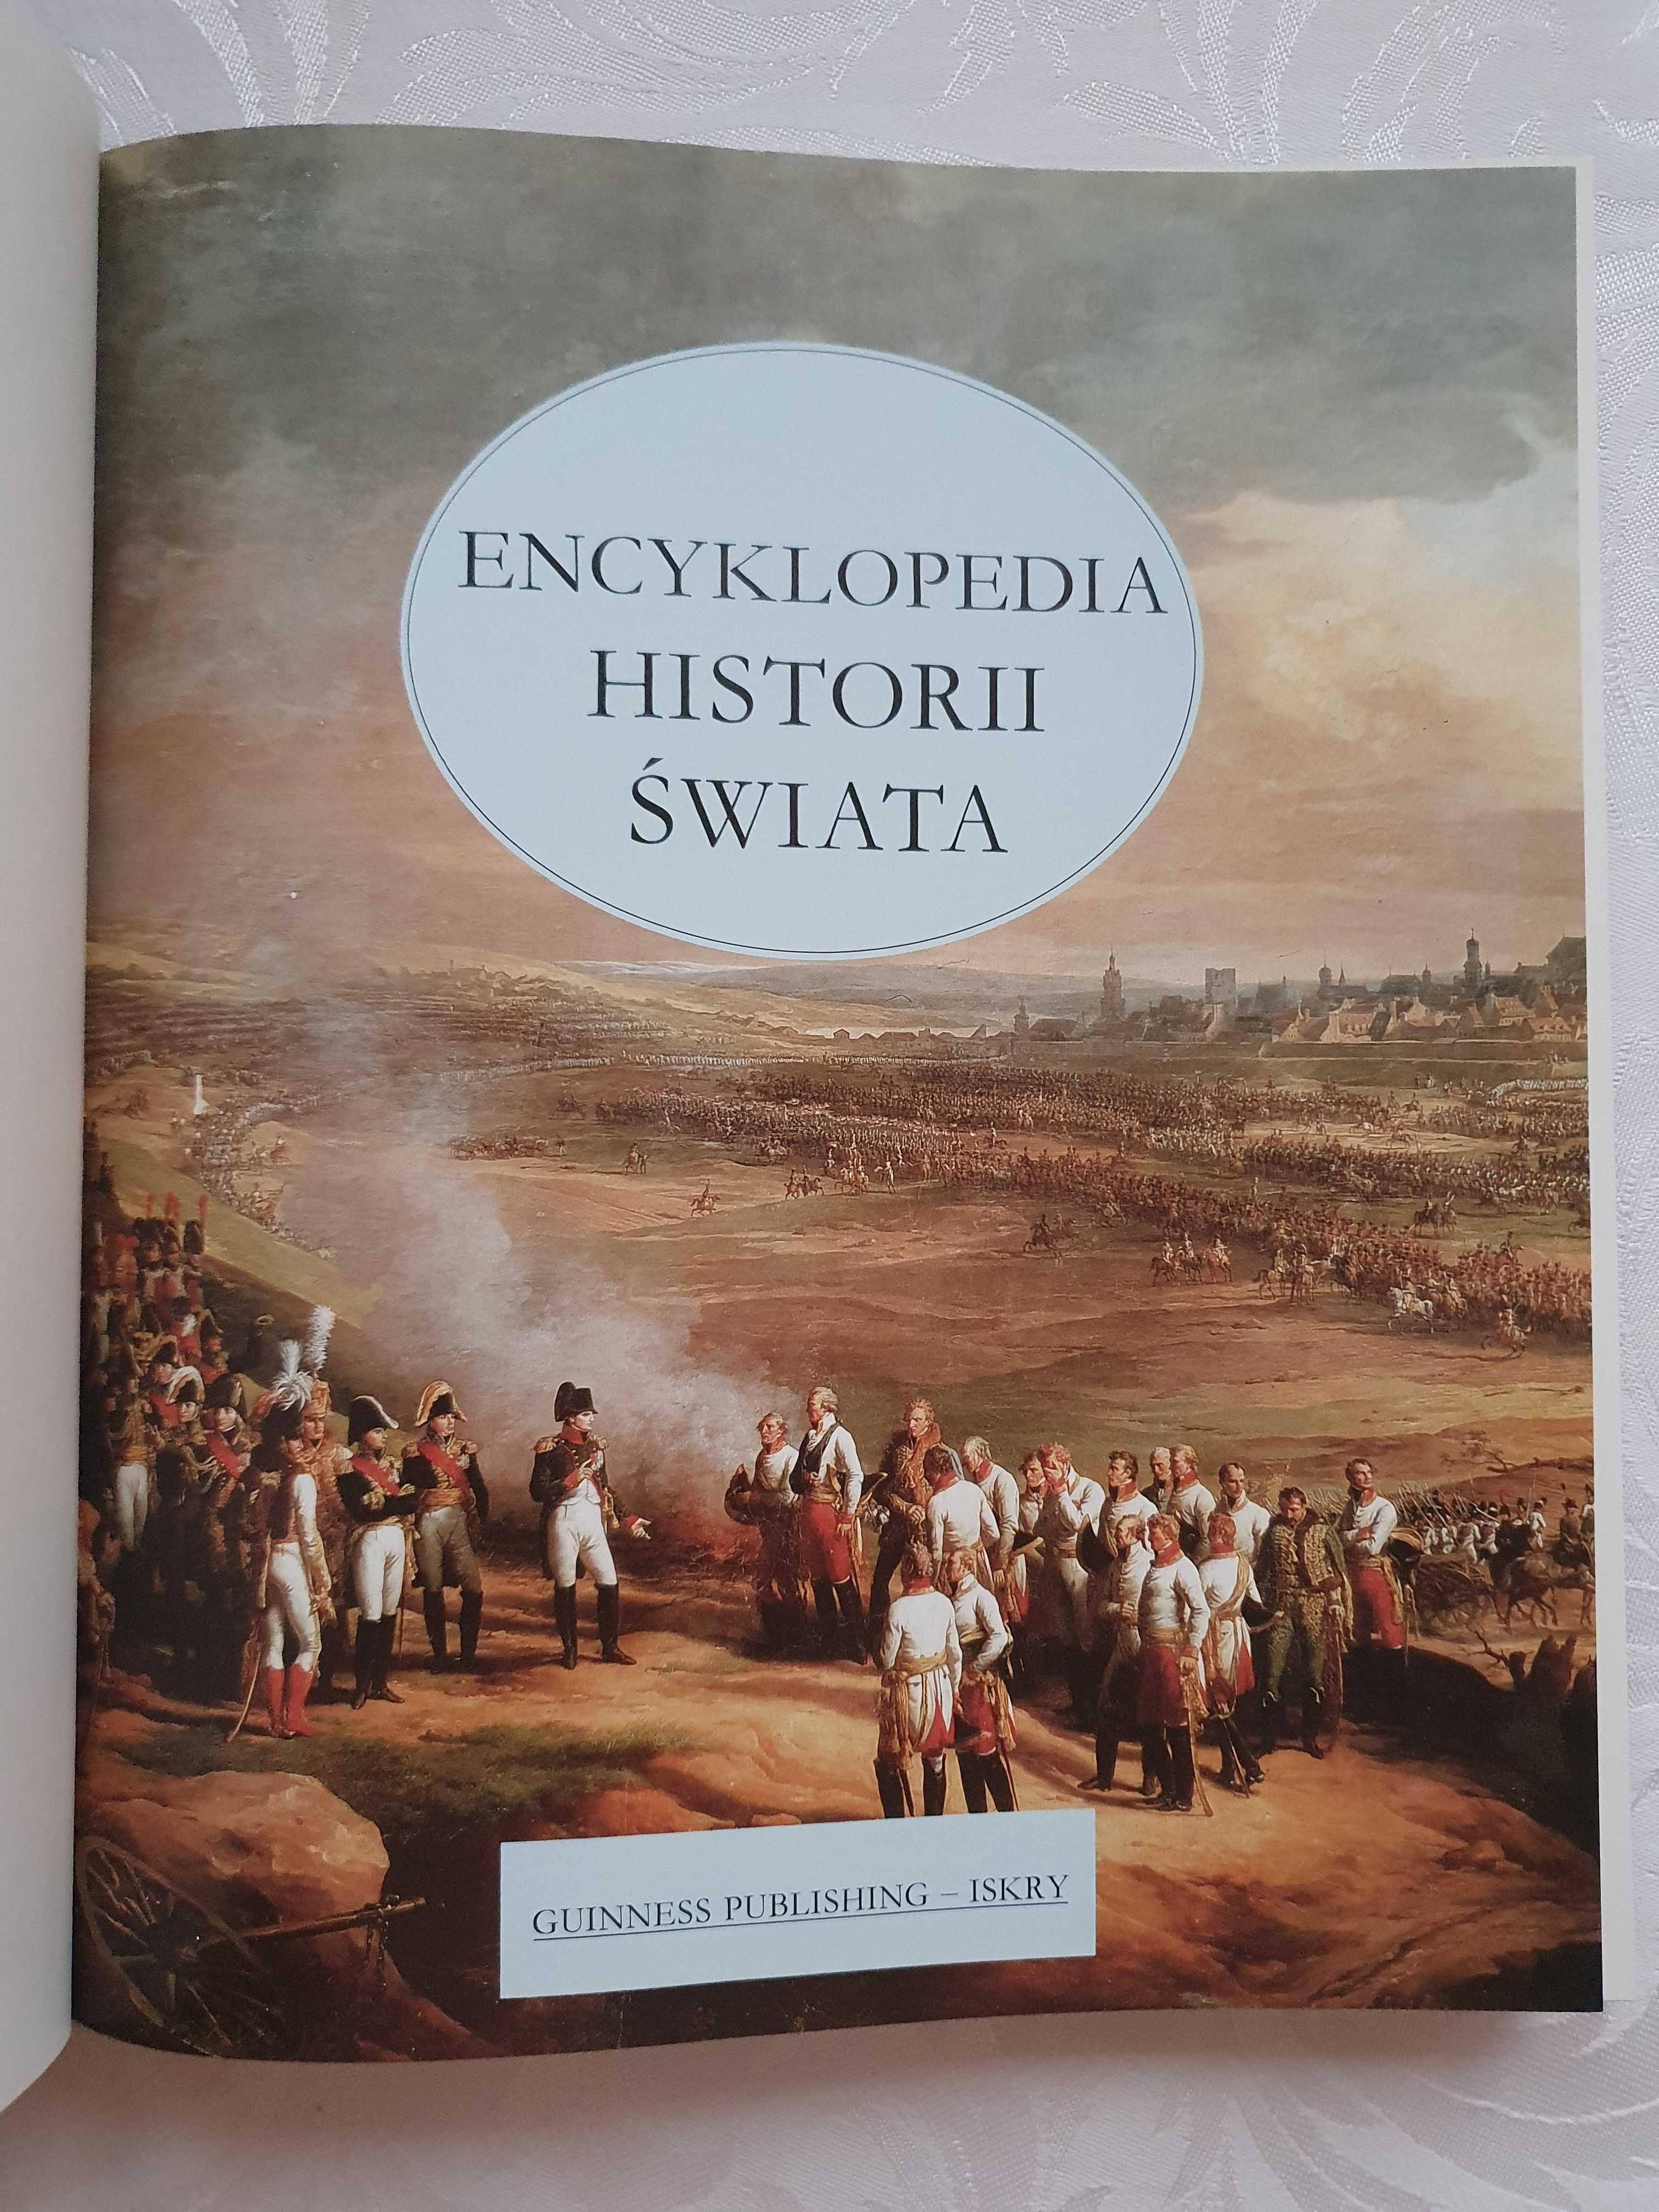 ENCYKLOPEDIA
HISTORII
ŚWIATA
GUINNESS PUBLISHING – ISKRY